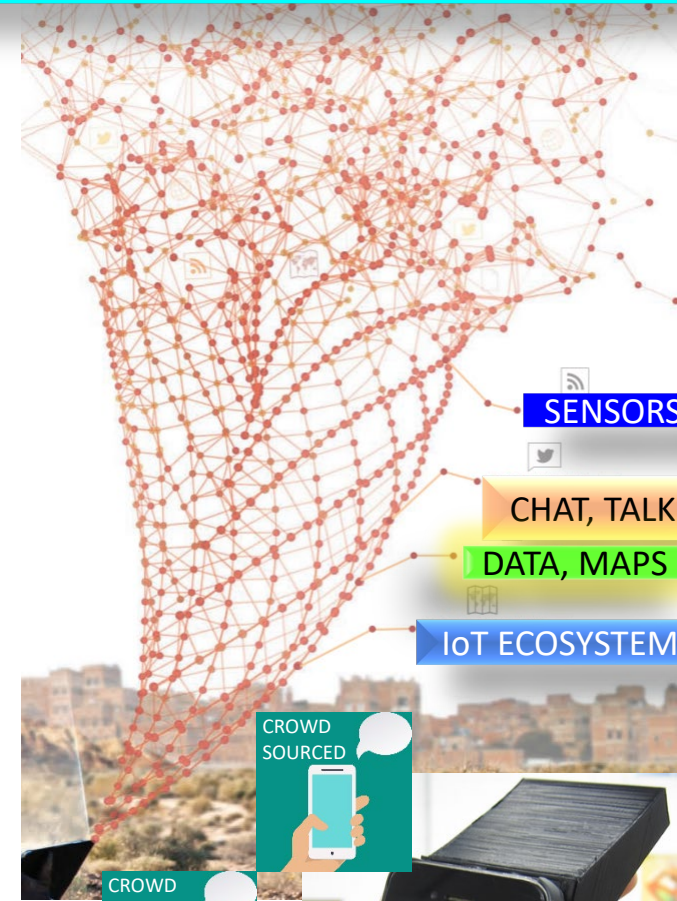 SENSORS
CHAT, TALK
DATA, MAPS
IoT ECOSYSTEM
CROWD
SOURCED
CROWD